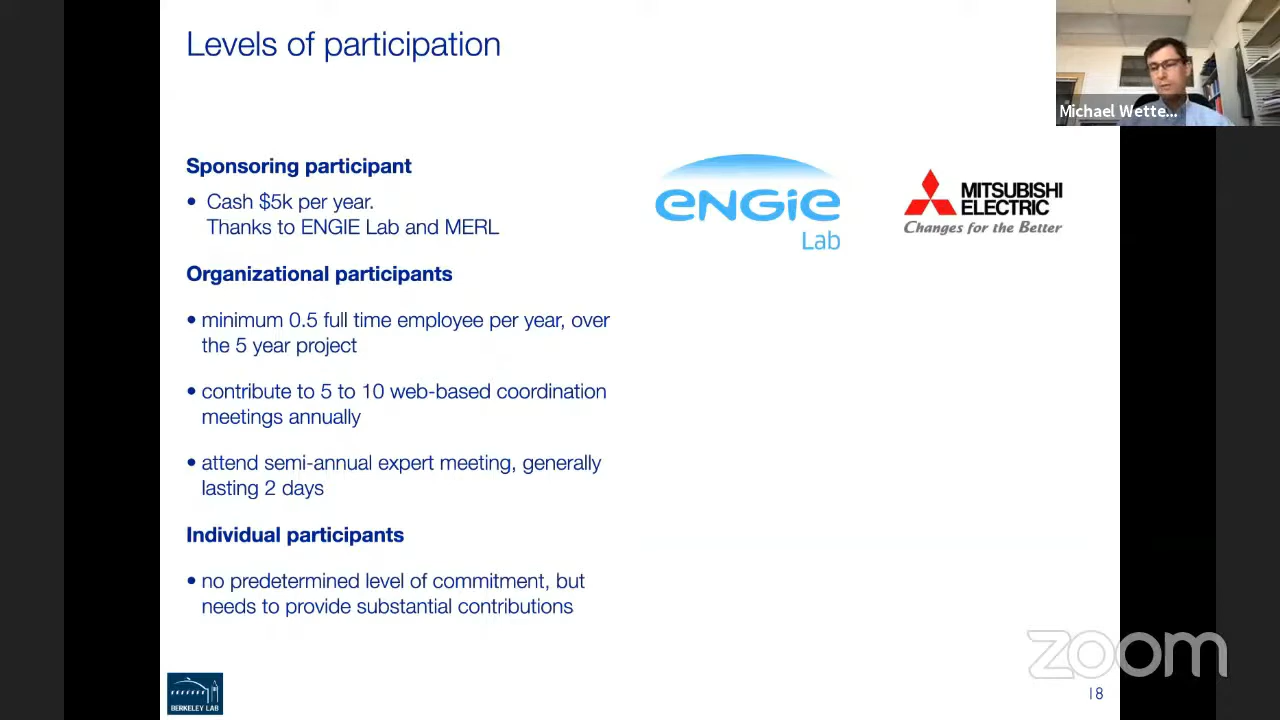 Levels of participation
Michael Wette...
Sponsoring participant
• Cash $5k per year.
Thanks to ENGIE Lab and MERL
ENGIE
Lab
MITSUBISHI
ELECTRIC
Changes for the Better
Organizational participants
• minimum 0.5 full time employee per year, over
the 5 year project
• contribute to 5 to 10 web-based coordination
meetings annually
• attend semi-annual expert meeting, generally
lasting 2 days
Individual participants
• no predetermined level of commitment, but
needs to provide substantial contributions
BERKELEY LAB
zoom
18